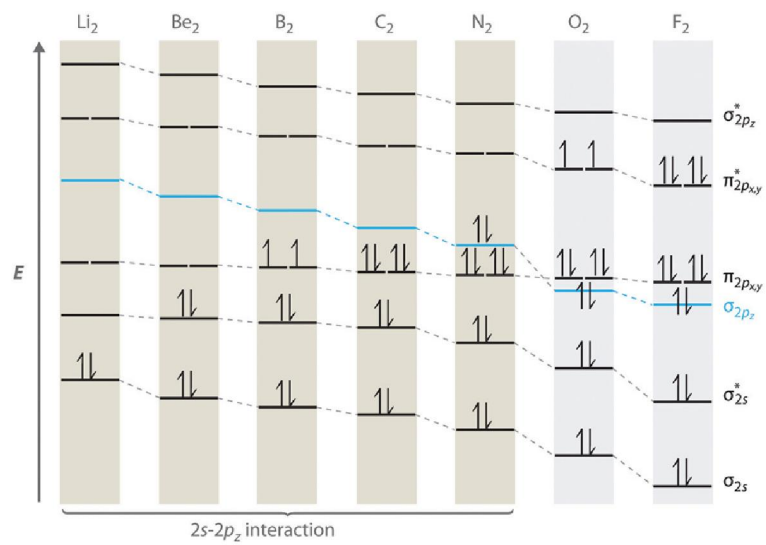 Li₂ Be₂ B₂ C₂ N₂ O₂ F₂
σ*2pz
π*2px,y
E
π2px,y
σ2pz
σ*2s
σ2s
2s-2pz interaction